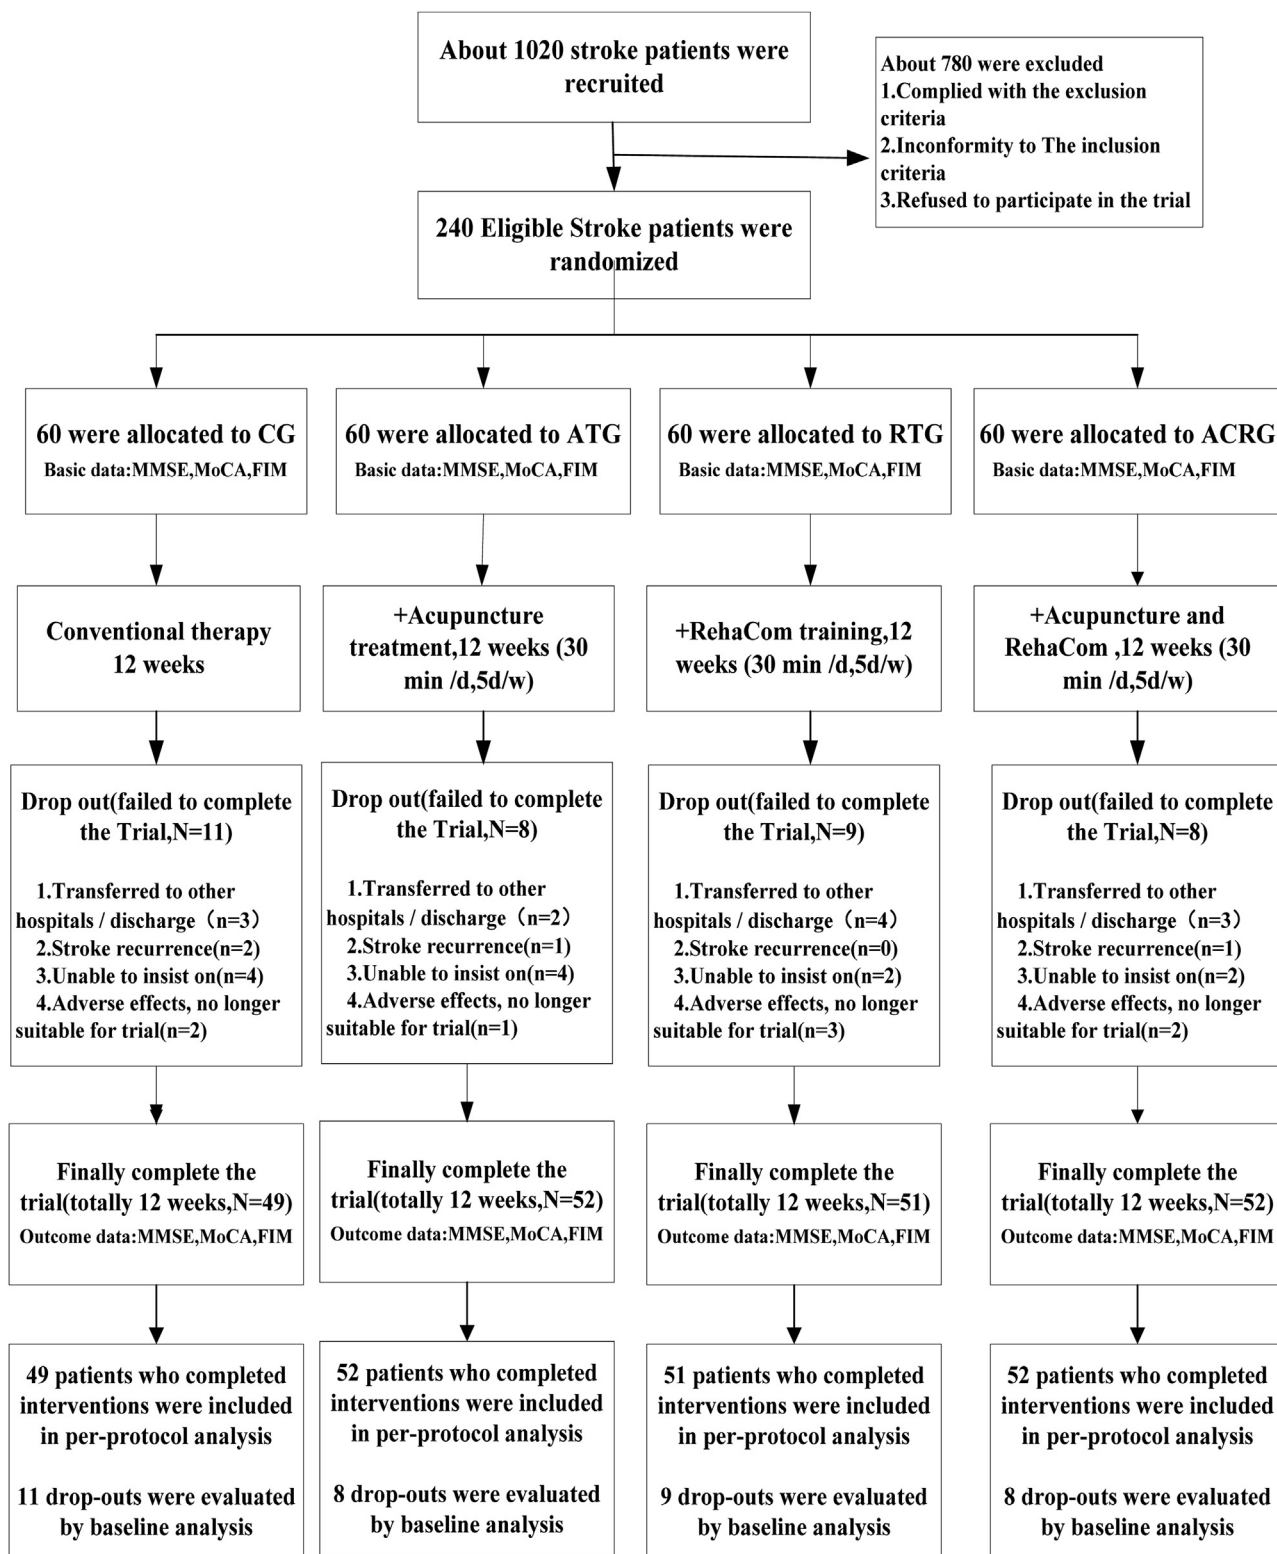 About 1020 stroke patients were
recruited
About 780 were excluded
1.Complied with the exclusion
criteria
2.Inconformity to The inclusion
criteria
3.Refused to participate in the trial
240 Eligible Stroke patients were
randomized
60 were allocated to CG
Basic data:MMSE,MoCA,FIM
60 were allocated to ATG
Basic data:MMSE,MoCA,FIM
60 were allocated to RTG
Basic data:MMSE,MoCA,FIM
60 were allocated to ACRG
Basic data:MMSE,MoCA,FIM
Conventional therapy
12 weeks
+Acupuncture
treatment,12 weeks (30
min /d,5d/w)
+RehaCom training,12
weeks (30 min /d,5d/w)
+Acupuncture and
RehaCom ,12 weeks (30
min /d,5d/w)
Drop out(failed to complete
the Trial,N=11)
1.Transferred to other
hospitals / discharge（n=3）
2.Stroke recurrence(n=2)
3.Unable to insist on(n=4)
4.Adverse effects, no longer
suitable for trial(n=2)
Drop out(failed to complete
the Trial,N=8)
1.Transferred to other
hospitals / discharge（n=2）
2.Stroke recurrence(n=1)
3.Unable to insist on(n=4)
4.Adverse effects, no longer
suitable for trial(n=1)
Drop out(failed to complete
the Trial,N=9)
1.Transferred to other
hospitals / discharge（n=4）
2.Stroke recurrence(n=0)
3.Unable to insist on(n=2)
4.Adverse effects, no longer
suitable for trial(n=3)
Drop out(failed to complete
the Trial,N=8)
1.Transferred to other
hospitals / discharge（n=3）
2.Stroke recurrence(n=1)
3.Unable to insist on(n=2)
4.Adverse effects, no longer
suitable for trial(n=2)
Finally complete the
trial(totally 12 weeks,N=49)
Outcome data:MMSE,MoCA,FIM
Finally complete the
trial(totally 12 weeks,N=52)
Outcome data:MMSE,MoCA,FIM
Finally complete the
trial(totally 12 weeks,N=51)
Outcome data:MMSE,MoCA,FIM
Finally complete the
trial(totally 12 weeks,N=52)
Outcome data:MMSE,MoCA,FIM
49 patients who completed
interventions were included
in per-protocol analysis
11 drop-outs were evaluated
by baseline analysis
52 patients who completed
interventions were included
in per-protocol analysis
8 drop-outs were evaluated
by baseline analysis
51 patients who completed
interventions were included
in per-protocol analysis
9 drop-outs were evaluated
by baseline analysis
52 patients who completed
interventions were included
in per-protocol analysis
8 drop-outs were evaluated
by baseline analysis